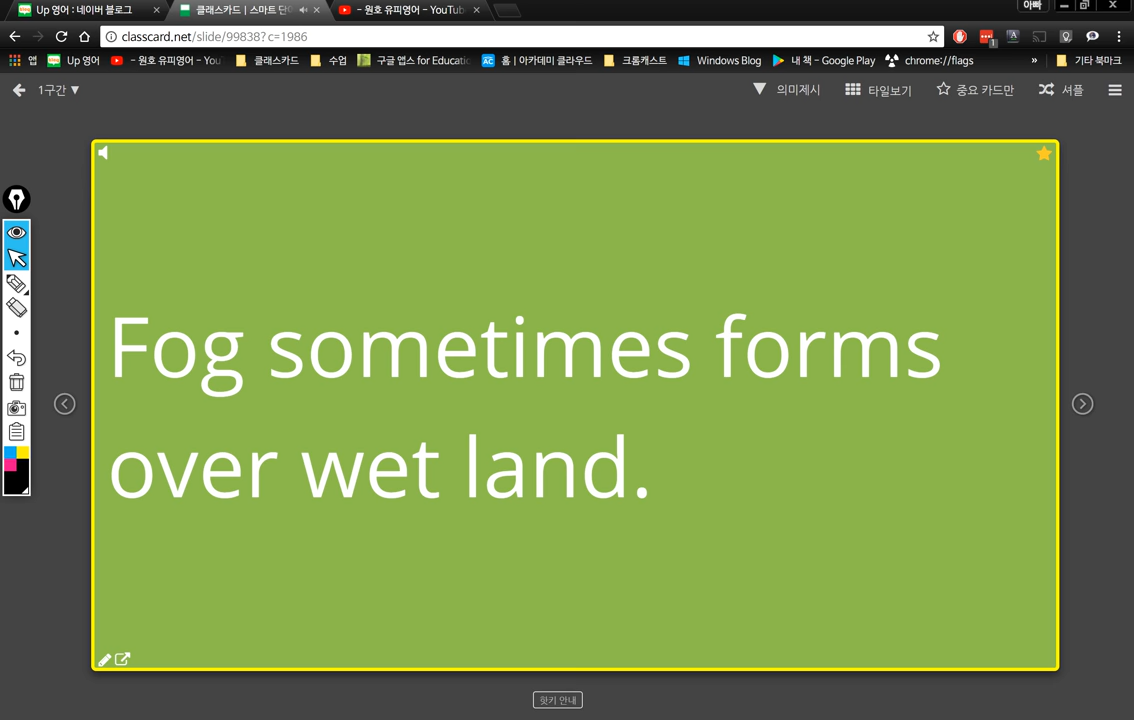 Up 영어 : 네이버 블로그
클래스카드 | 스마트 단어
- 원호 유피영어 - YouTub
아빠
classcard.net/slide/99838?c=1986
앱 Up 영어 - 원호 유피영어 - You 클래스카드 수업 구글 앱스 for Educatio 홈 | 아카데미 클라우드 크롬캐스트 Windows Blog 내 책 - Google Play chrome://flags » 기타 북마크
1구간 ▼
▼ 의미제시 타일보기 중요 카드만 셔플
Fog sometimes forms
over wet land.
핫키 안내